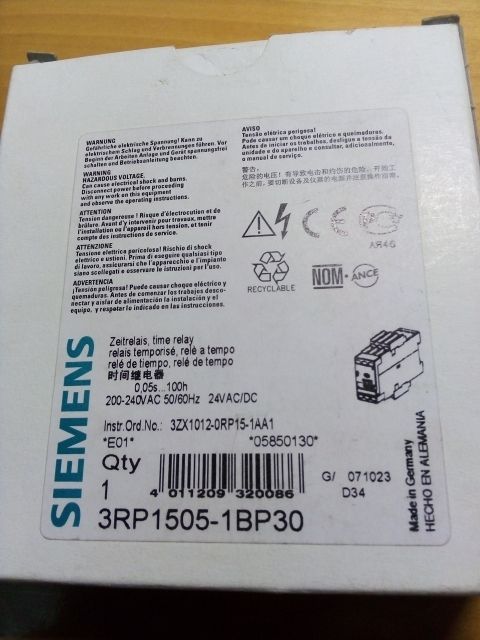 WARNUNG
Gefährliche elektrische Spannung! Kann zu
elektrischem Schlag und Verbrennungen führen. Vor
Beginn der Arbeiten Anlage und Gerät spannungsfrei
schalten und Betriebsanleitung beachten.
WARNING
HAZARDOUS VOLTAGE.
Can cause electrical shock and burns.
Disconnect power before proceeding
with any work on this equipment
and observe the operating instructions.
ATTENTION
Tension dangereuse ! Risque d'électrocution et de
brûlure. Avant d'y intervenir pour travaux, mettre
l'installation ou l'appareil hors tension, et tenir
compte des instructions de service.
ATTENZIONE
Tensione elettrica pericolosa! Rischio di shock
elettrico e ustioni. Prima di eseguire qualsiasi tipo
di lavoro, assicurarsi che l'apparecchio e l'impianto
siano scollegati e osservare le istruzioni per l'uso.
ADVERTENCIA
¡Tensión peligrosa! Puede causar choque eléctrico y
quemaduras. Antes de comenzar los trabajos desco-
nectar y aislar de alimentación la instalación y el
equipo, y respetar lo indicado en las instrucciones.
AVISO
Tensão elétrica perigosa!
Pode causar um choque elétrico e queimaduras.
Antes de iniciar os trabalhos, desligue a tensão da
unidade e do aparelho e consultar, adicionalmente,
o manual de serviço.
警告:
危险的电压! 有导致电击和灼伤的危险. 开始工
作之前, 要切断设备及仪器的电源并注意操作指南.
CE
A846
RECYCLABLE
NOM-ANCE
SIEMENS
Zeitrelais, time relay
relais temporisé, relè a tempo
relé de tiempo, relé de tempo
时间继电器
0,05s...100h
200-240VAC 50/60Hz 24VAC/DC
Instr.Ord.No.: 3ZX1012-0RP15-1AA1
*E01* *05850130*
Qty
1
4 011209 320086
G/ 071023
D34
3RP1505-1BP30
Made in Germany
HECHO EN ALEMANIA